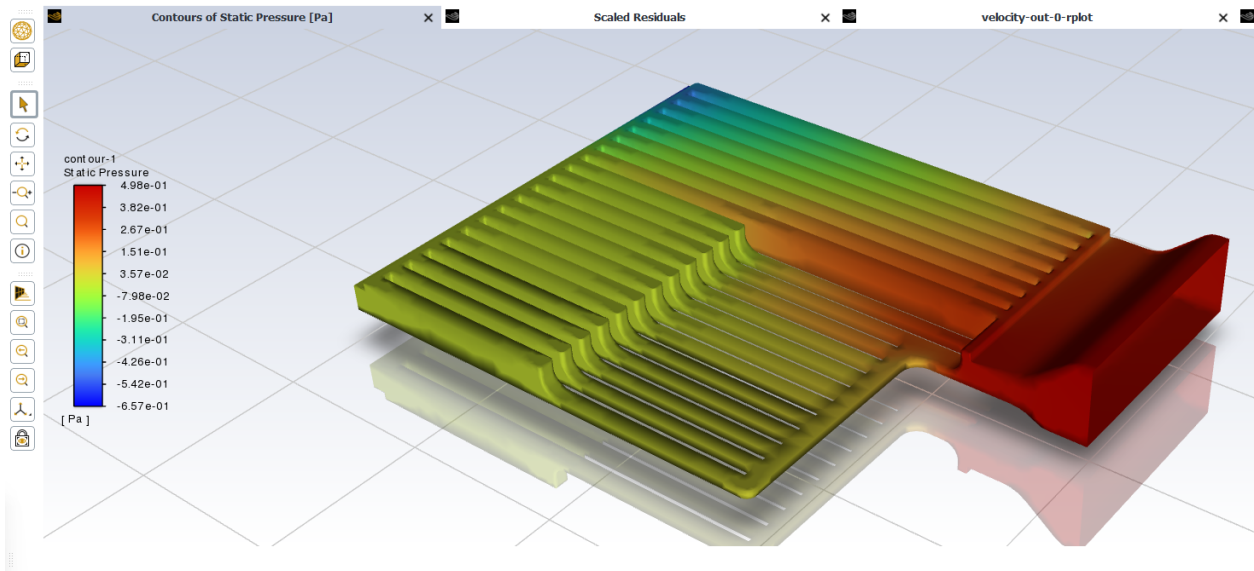 Contours of Static Pressure [Pa]
Scaled Residuals
velocity-out-0-rplot
contour-1
Static Pressure
4.98e-01
3.82e-01
2.67e-01
1.51e-01
3.57e-02
-7.98e-02
-1.95e-01
-3.11e-01
-4.26e-01
-5.42e-01
-6.57e-01
[ Pa ]